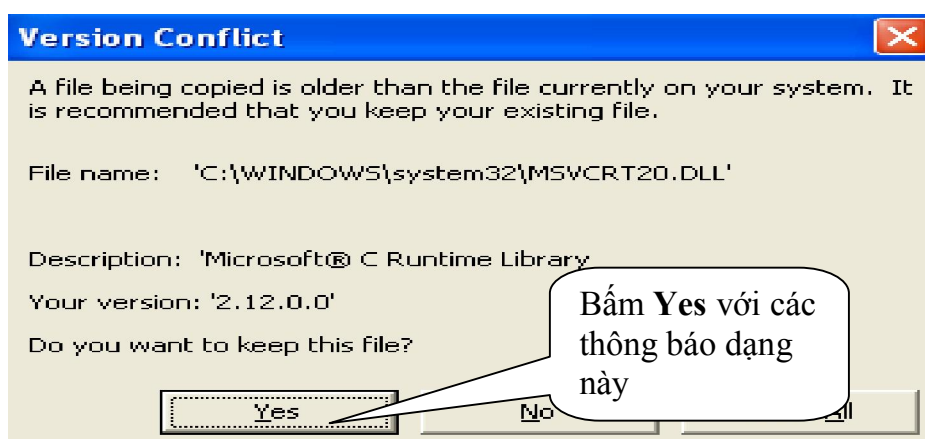 Version Conflict
A file being copied is older than the file currently on your system. It
is recommended that you keep your existing file.
File name: 'C:\WINDOWS\system32\MSVCRT20.DLL'
Description: 'Microsoft® C Runtime Library
Your version: '2.12.0.0'
Do you want to keep this file?
Bấm Yes với các
thông báo dạng
này
Yes
No